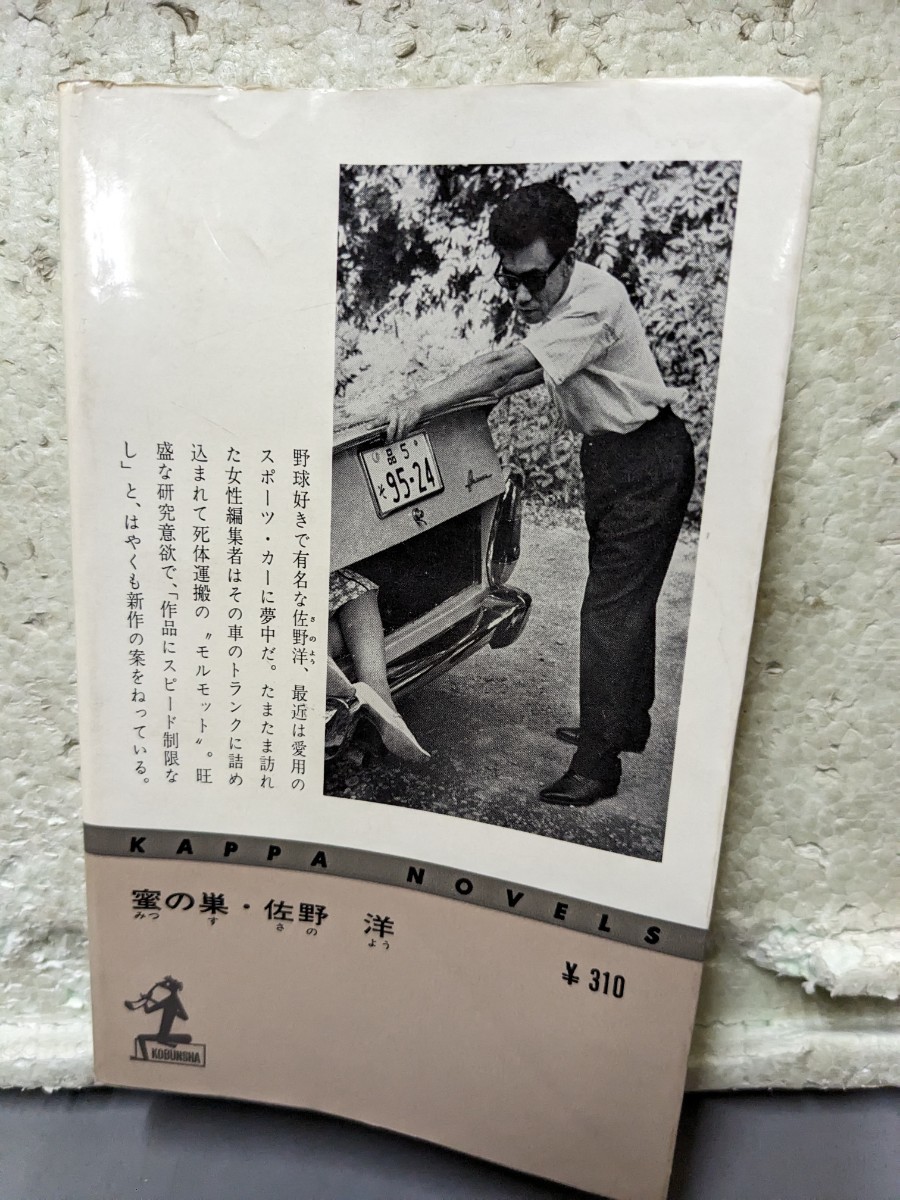 品 5
そ 95-24
野球好きで有名な佐野洋、最近は愛用の
さのよう
スポーツ・カーに夢中だ。たまたま訪れ
た女性編集者はその車のトランクに詰め
込まれて死体運搬の〝モルモット〟。旺
盛な研究意欲で、「作品にスピード制限な
し」と、はやくも新作の案をねっている。
KAPPA NOVELS
蜜の巣・佐野 洋
みつ す さの よう
¥310
KOBUNSHA